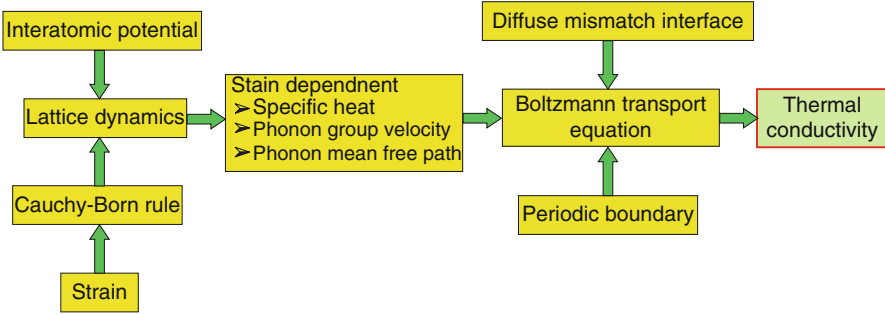 Interatomic potential
Lattice dynamics
Cauchy-Born rule
Strain
Stain dependnent
➢Specific heat
➢Phonon group velocity
➢Phonon mean free path
Diffuse mismatch interface
Boltzmann transport
equation
Periodic boundary
Thermal
conductivity